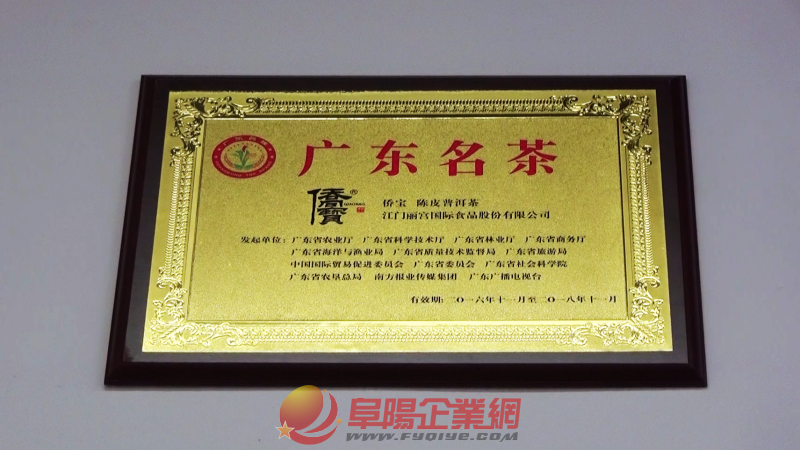 广东名茶
僑寶®
侨宝 陈皮普洱茶
江门丽宫国际食品股份有限公司
发起单位:广东省农业厅 广东省科学技术厅 广东省林业厅 广东省商务厅
广东省海洋与渔业局 广东省质量技术监督局 广东省旅游局
中国国际贸易促进委员会 广东省委员会 广东省社会科学院
广东省农垦总局 南方报业传媒集团 广东广播电视台
有效期:二〇一六年十一月至二〇一八年十一月
阜陽企業網
www.fyqiye.com